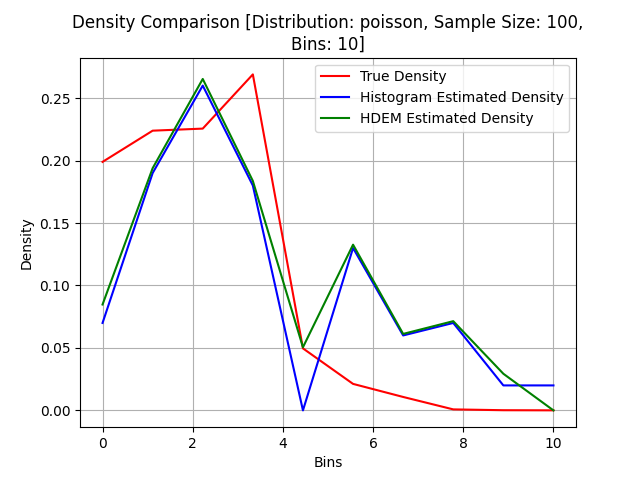 Density Comparison [Distribution: poisson, Sample Size: 100,
Bins: 10]
True Density
Histogram Estimated Density
HDEM Estimated Density
Density
0.25
0.20
0.15
0.10
0.05
0.00
0 2 4 6 8 10
Bins